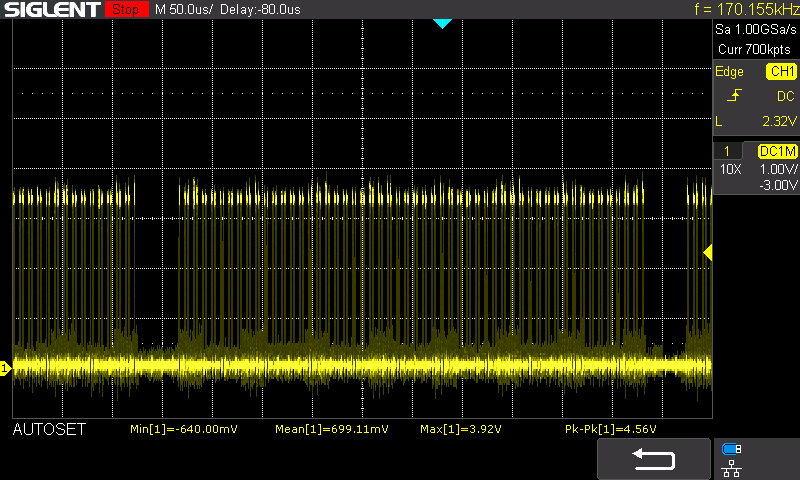 SIGLENT Stop M 50.0us/ Delay:-80.0us f = 170.155kHz
Sa 1.00GSa/s
Curr 700kpts
Edge CH1
DC
L 2.32V
1 DC1M
10X 1.00V/
-3.00V
1
AUTOSET Min[1]=-640.00mV Mean[1]=699.11mV Max[1]=3.92V Pk-Pk[1]=4.56V